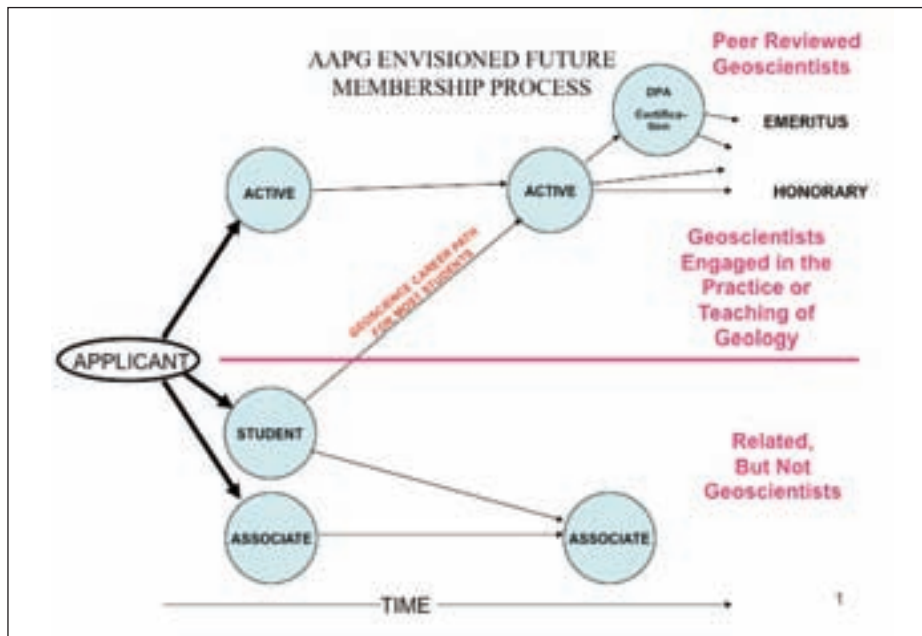 AAPG ENVISIONED FUTURE
MEMBERSHIP PROCESS
Peer Reviewed
Geoscientists
DPA
Certifica-
tion
EMERITUS
ACTIVE
ACTIVE
HONORARY
GEOSCIENCE CAREER PATH
FOR MOST STUDENTS
Geoscientists
Engaged in the
Practice or
Teaching of
Geology
APPLICANT
STUDENT
Related,
But Not
Geoscientists
ASSOCIATE
ASSOCIATE
TIME
1